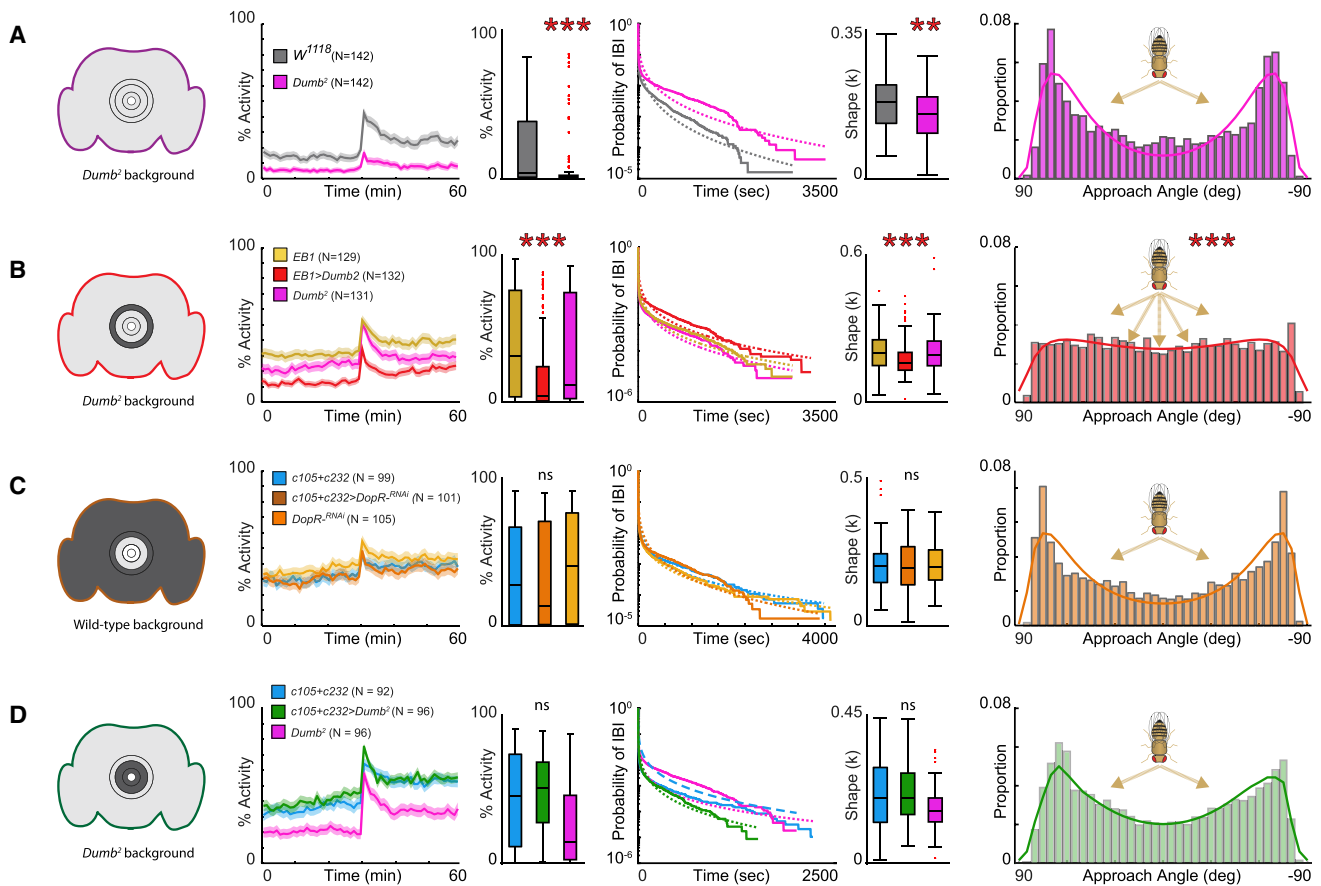 A
Dumb² background
100
% Activity
0
0
Time (min)
60
W¹¹¹⁸ (N=142)
Dumb² (N=142)
100
% Activity
0
***
10⁰
Probability of IBI
10⁻⁵
0
Time (sec)
3500
0.35
Shape (k)
0
**
0.08
Proportion
0
90
Approach Angle (deg)
-90
B
Dumb² background
100
% Activity
0
0
Time (min)
60
EB1 (N=129)
EB1>Dumb2 (N=132)
Dumb² (N=131)
100
% Activity
0
***
10⁰
Probability of IBI
10⁻⁶
0
Time (sec)
3500
0.6
Shape (k)
0
***
0.08
Proportion
0
***
90
Approach Angle (deg)
-90
C
Wild-type background
100
% Activity
0
0
Time (min)
60
c105+c232 (N = 99)
c105+c232>DopR-ᴿᴺᴬⁱ (N = 101)
DopR-ᴿᴺᴬⁱ (N = 105)
100
% Activity
0
ns
10⁰
Probability of IBI
10⁻⁵
0
Time (sec)
4000
0.5
Shape (k)
0
ns
0.08
Proportion
0
90
Approach Angle (deg)
-90
D
Dumb² background
100
% Activity
0
0
Time (min)
60
c105+c232 (N = 92)
c105+c232>Dumb² (N = 96)
Dumb² (N = 96)
100
% Activity
0
ns
10⁰
Probability of IBI
10⁻⁶
0
Time (sec)
2500
0.45
Shape (k)
0
ns
0.08
Proportion
0
90
Approach Angle (deg)
-90